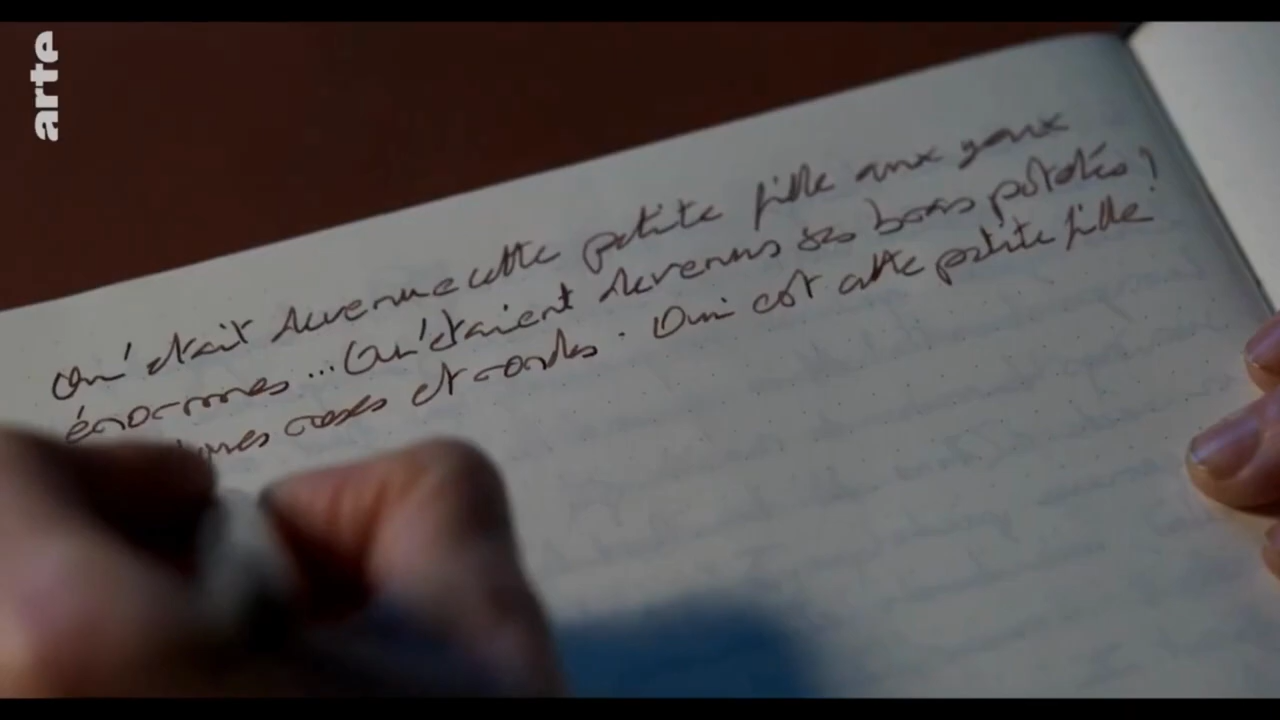 arte
Qu'était devenue cette petite fille aux yeux
énormes... Qu'étaient devenus ses bras potelés ?
roses et rondes. Qui est cette petite fille